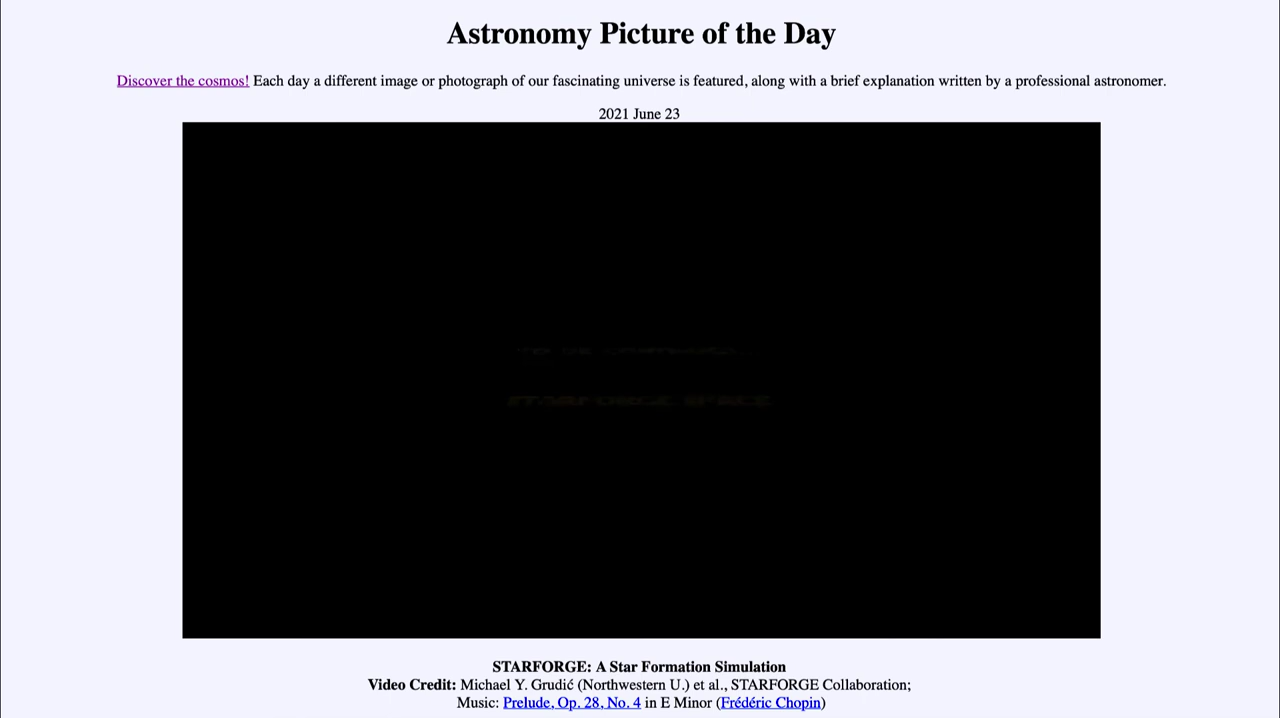 Astronomy Picture of the Day
Discover the cosmos! Each day a different image or photograph of our fascinating universe is featured, along with a brief explanation written by a professional astronomer.
2021 June 23
STARFORGE: A Star Formation Simulation
Video Credit: Michael Y. Grudić (Northwestern U.) et al., STARFORGE Collaboration;
Music: Prelude, Op. 28, No. 4 in E Minor (Frédéric Chopin)